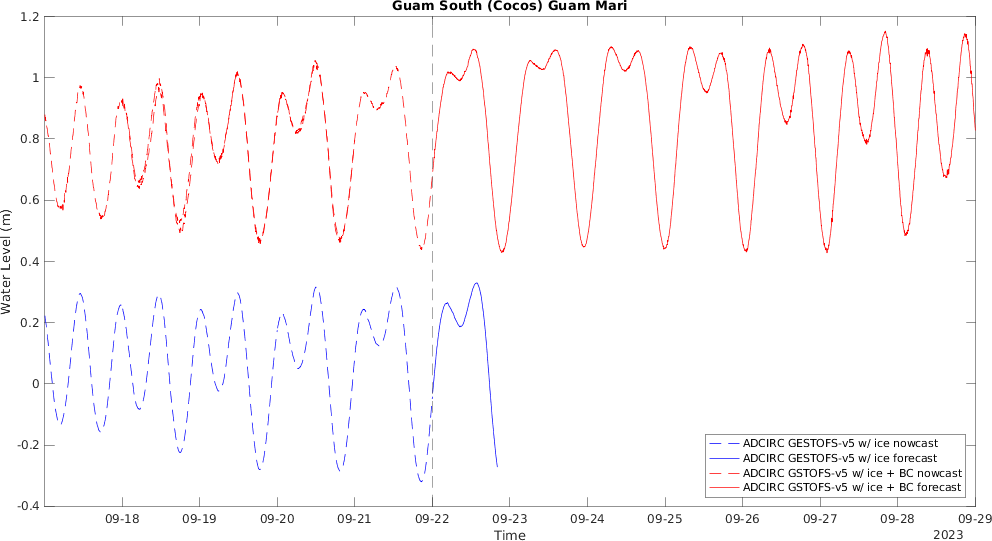 Guam South (Cocos) Guam Mari
Water Level (m)
1.2
1
0.8
0.6
0.4
0.2
0
-0.2
-0.4
ADCIRC GESTOFS-v5 w/ ice nowcast
ADCIRC GESTOFS-v5 w/ ice forecast
ADCIRC GSTOFS-v5 w/ ice + BC nowcast
ADCIRC GSTOFS-v5 w/ ice + BC forecast
09-18 09-19 09-20 09-21 09-22 09-23 09-24 09-25 09-26 09-27 09-28 09-29
Time
2023